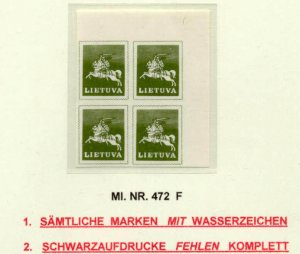 LIETUVA LIETUVA
LIETUVA LIETUVA
MI. NR. 472 F
1. SÄMTLICHE MARKEN MIT WASSERZEICHEN
2. SCHWARZAUFDRUCKE FEHLEN KOMPLETT